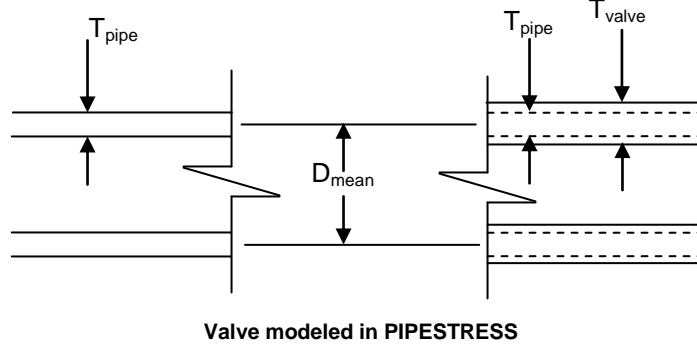 T_pipe
T_pipe
T_valve
D_mean
Valve modeled in PIPESTRESS